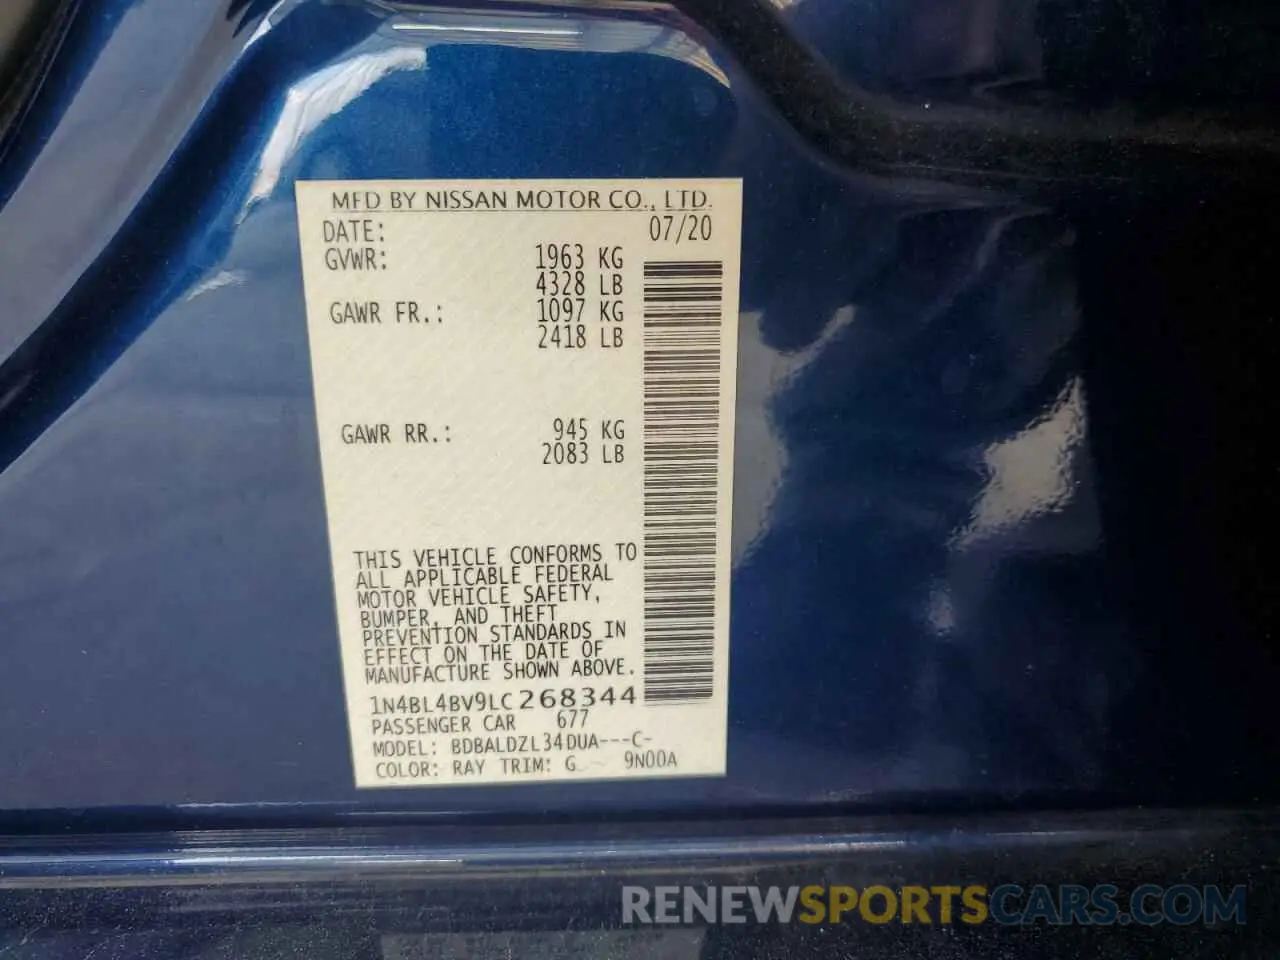 MFD BY NISSAN MOTOR CO., LTD.
DATE: 07/20
GVWR: 1963 KG
4328 LB
GAWR FR.: 1097 KG
2418 LB
GAWR RR.: 945 KG
2083 LB
THIS VEHICLE CONFORMS TO
ALL APPLICABLE FEDERAL
MOTOR VEHICLE SAFETY,
BUMPER, AND THEFT
PREVENTION STANDARDS IN
EFFECT ON THE DATE OF
MANUFACTURE SHOWN ABOVE.
1N4BL4BV9LC268344
PASSENGER CAR 677
MODEL: BDBALDZL34DUA---C-
COLOR: RAY TRIM: G 9N00A
RENEWSPORTSCARS.COM